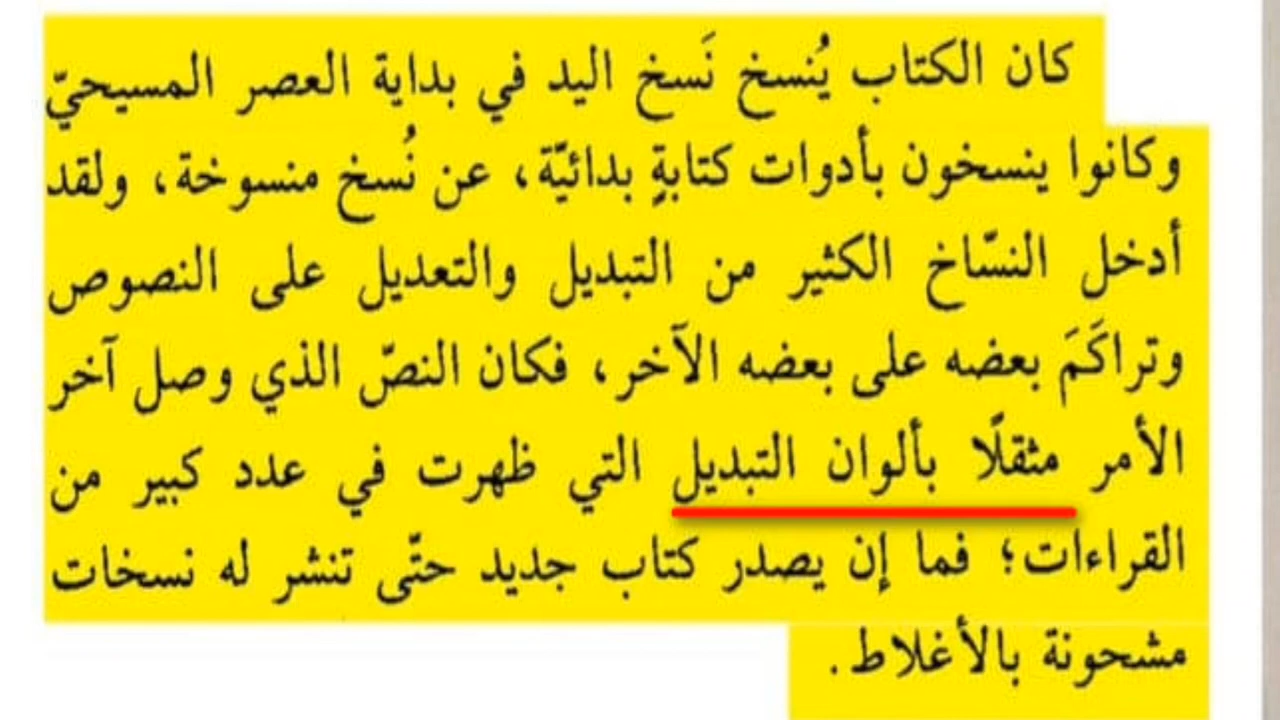 كان الكتاب يُنسخ نَسخ اليد في بداية العصر المسيحيّ
وكانوا ينسخون بأدوات كتابةٍ بدائيّة، عن نُسخ منسوخة، ولقد
أدخل النسّاخ الكثير من التبديل والتعديل على النصوص
وتراكَمَ بعضه على بعضه الآخر، فكان النصّ الذي وصل آخر
الأمر مثقلًا بألوان التبديل التي ظهرت في عدد كبير من
القراءات؛ فما إن يصدر كتاب جديد حتّى تنشر له نسخات
مشحونة بالأغلاط.